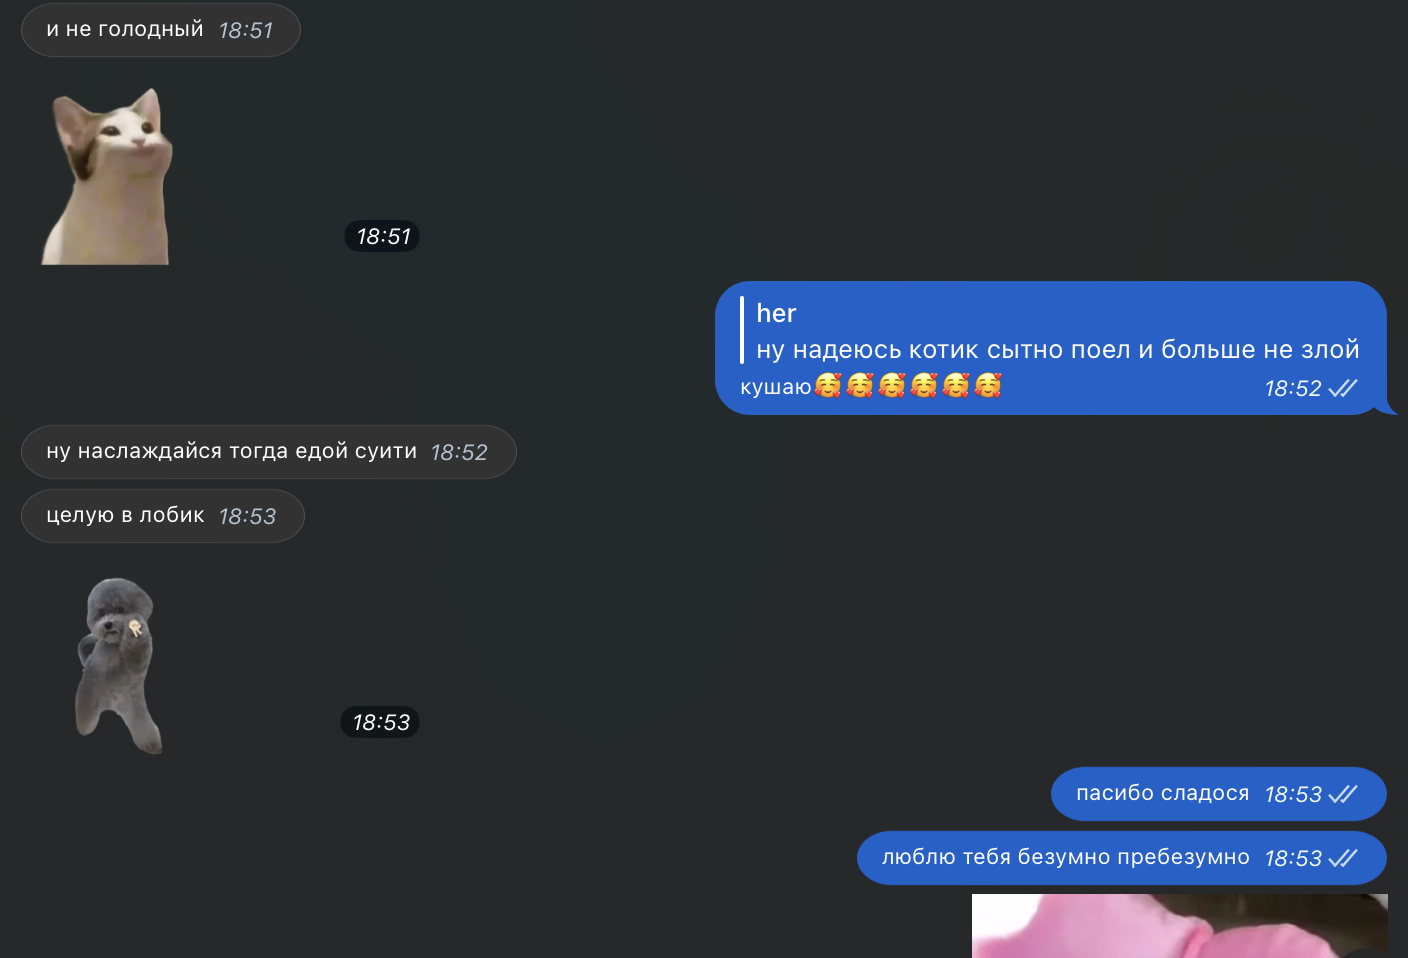 и не голодный 18:51
18:51
her
ну надеюсь котик сытно поел и больше не злой
кушаю🥰🥰🥰🥰🥰🥰 18:52
ну наслаждайся тогда едой суити 18:52
целую в лобик 18:53
18:53
пасибо сладося 18:53
люблю тебя безумно пребезумно 18:53